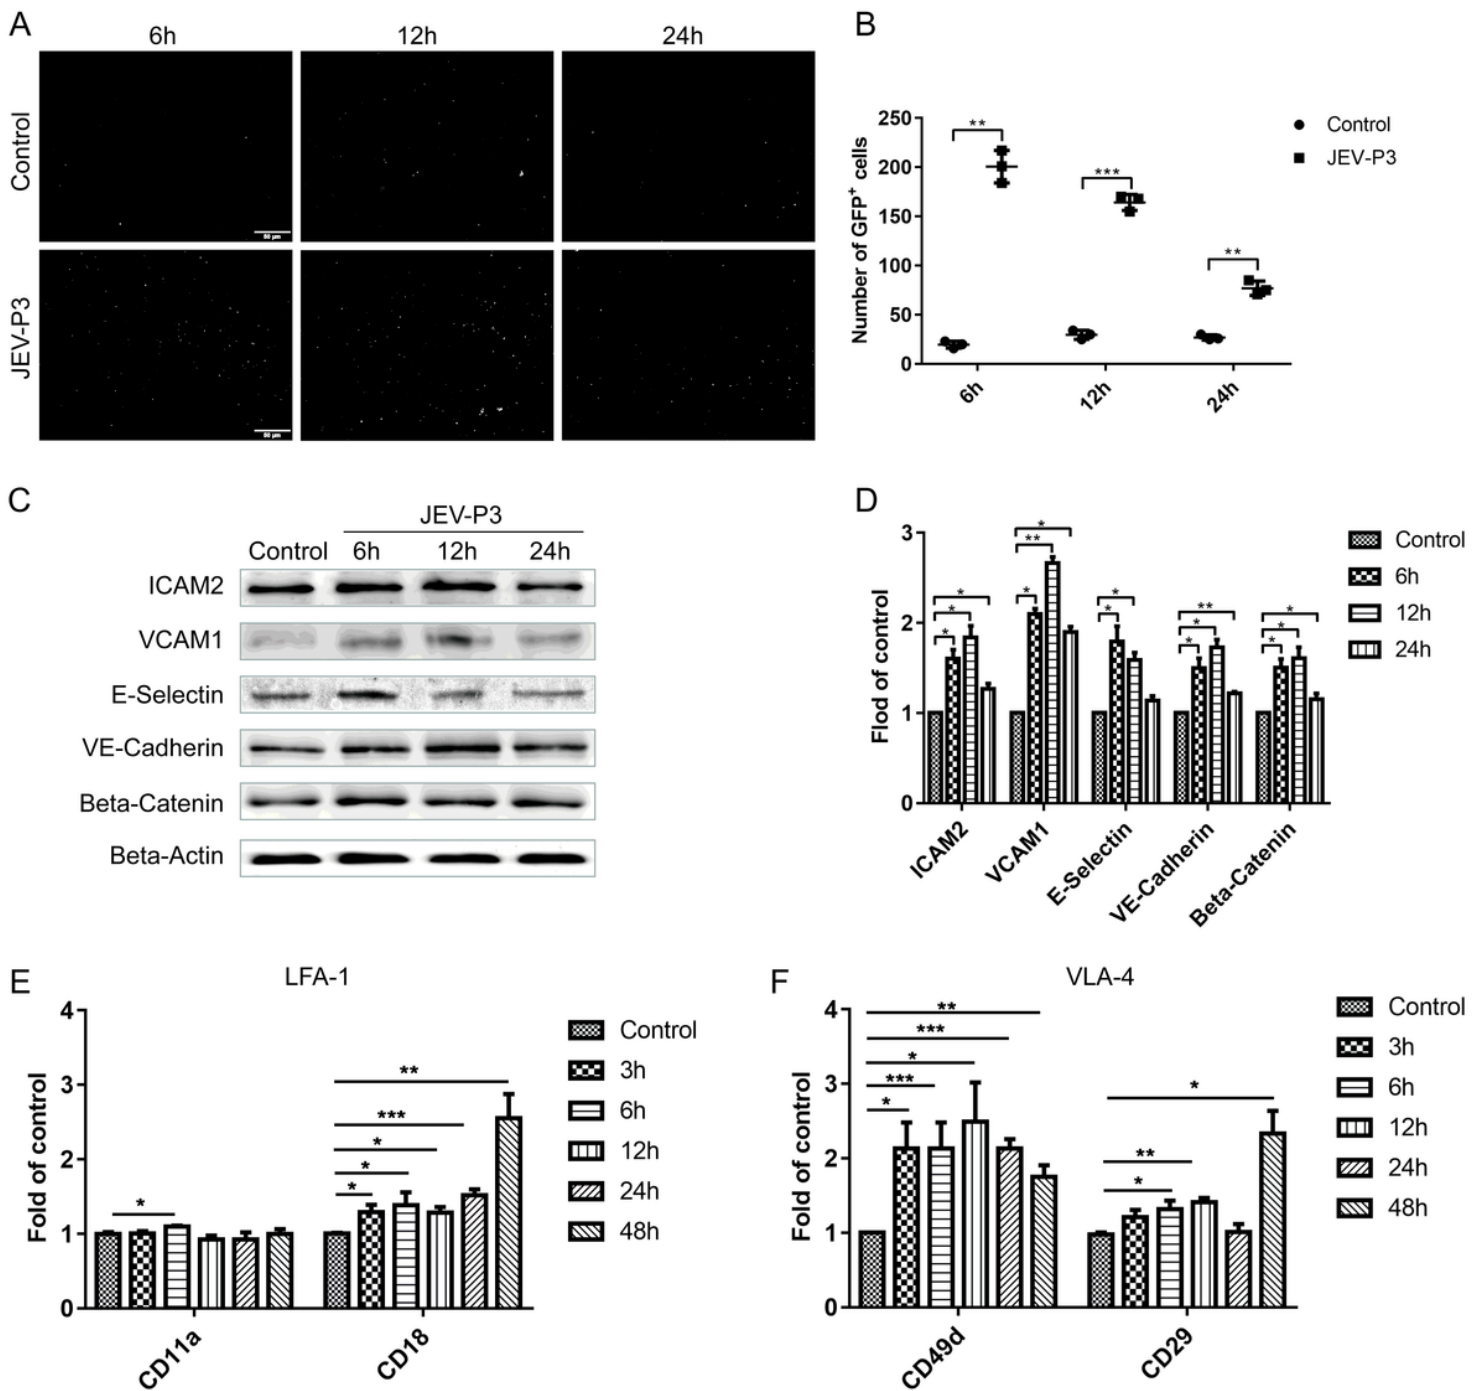 A
6h 12h 24h
Control
JEV-P3
50 μm
50 μm
B
Number of GFP+ cells
250
200
150
100
50
0
** *** **
6h 12h 24h
Control
JEV-P3
C
JEV-P3
Control 6h 12h 24h
ICAM2
VCAM1
E-Selectin
VE-Cadherin
Beta-Catenin
Beta-Actin
D
Flod of control
3
2
1
0
* * *
* ** *
* *
* * **
* * *
ICAM2 VCAM1 E-Selectin VE-Cadherin Beta-Catenin
Control
6h
12h
24h
E
LFA-1
Fold of control
4
3
2
1
0
*
**
***
*
*
*
CD11a CD18
Control
3h
6h
12h
24h
48h
F
VLA-4
Fold of control
4
3
2
1
0
**
***
*
***
*
*
**
*
CD49d CD29
Control
3h
6h
12h
24h
48h